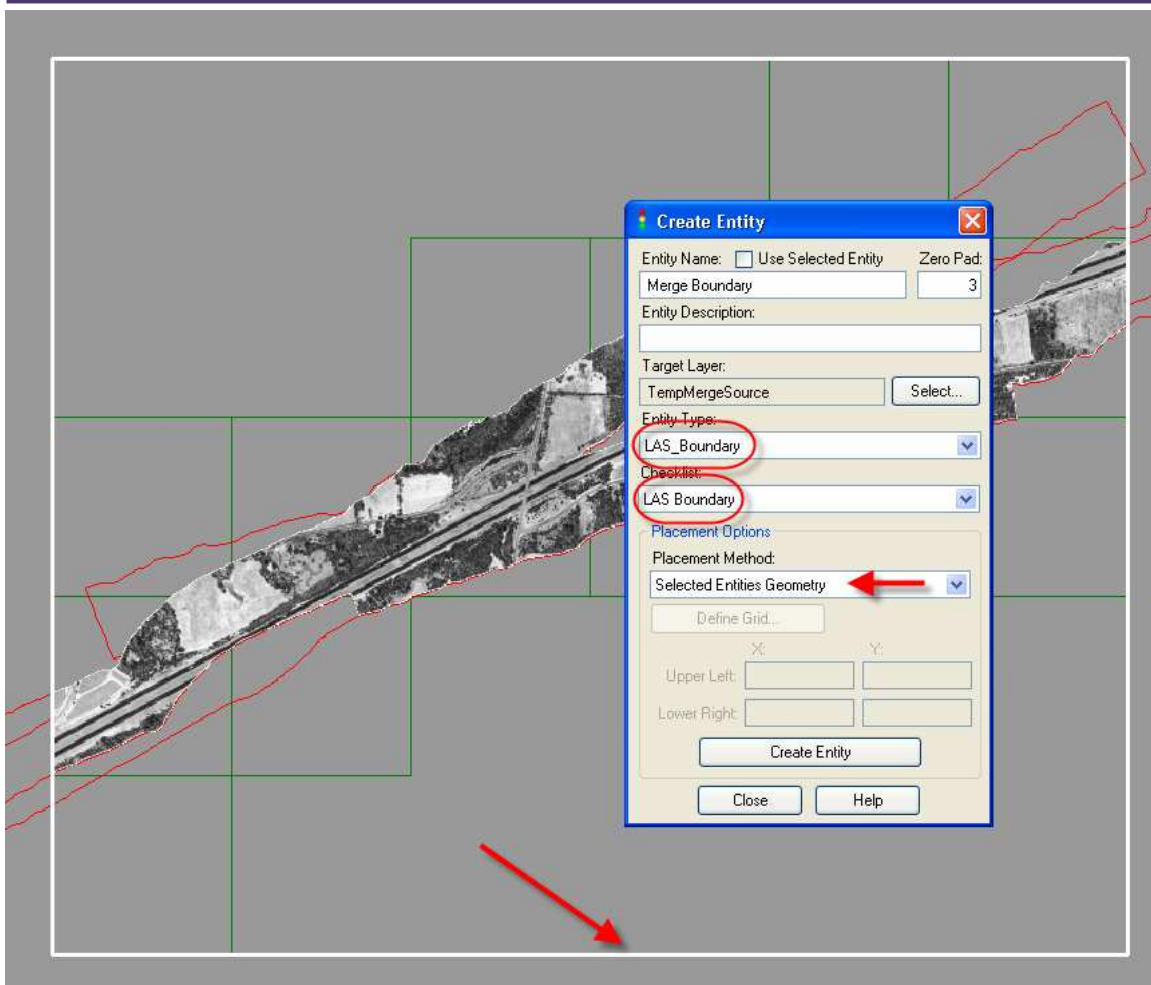 Create Entity
Entity Name: Use Selected Entity Zero Pad:
Merge Boundary 3
Entity Description:
Target Layer:
TempMergeSource Select...
Entity Type:
LAS_Boundary
Checklist:
LAS Boundary
Placement Options
Placement Method:
Selected Entities Geometry
Define Grid...
X: Y:
Upper Left:
Lower Right:
Create Entity
Close Help